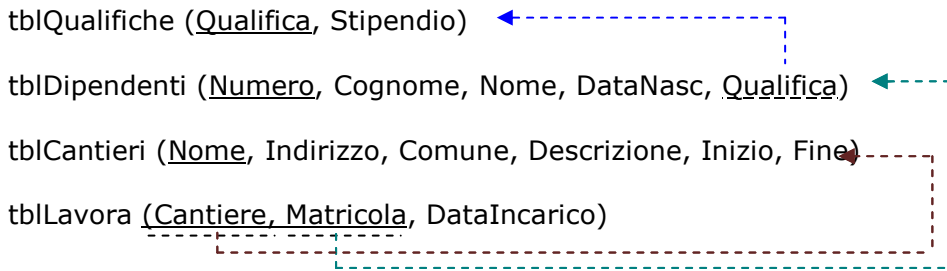 tblQualifiche (Qualifica, Stipendio)
tblDipendenti (Numero, Cognome, Nome, DataNasc, Qualifica)
tblCantieri (Nome, Indirizzo, Comune, Descrizione, Inizio, Fine)
tblLavora (Cantiere, Matricola, DataIncarico)